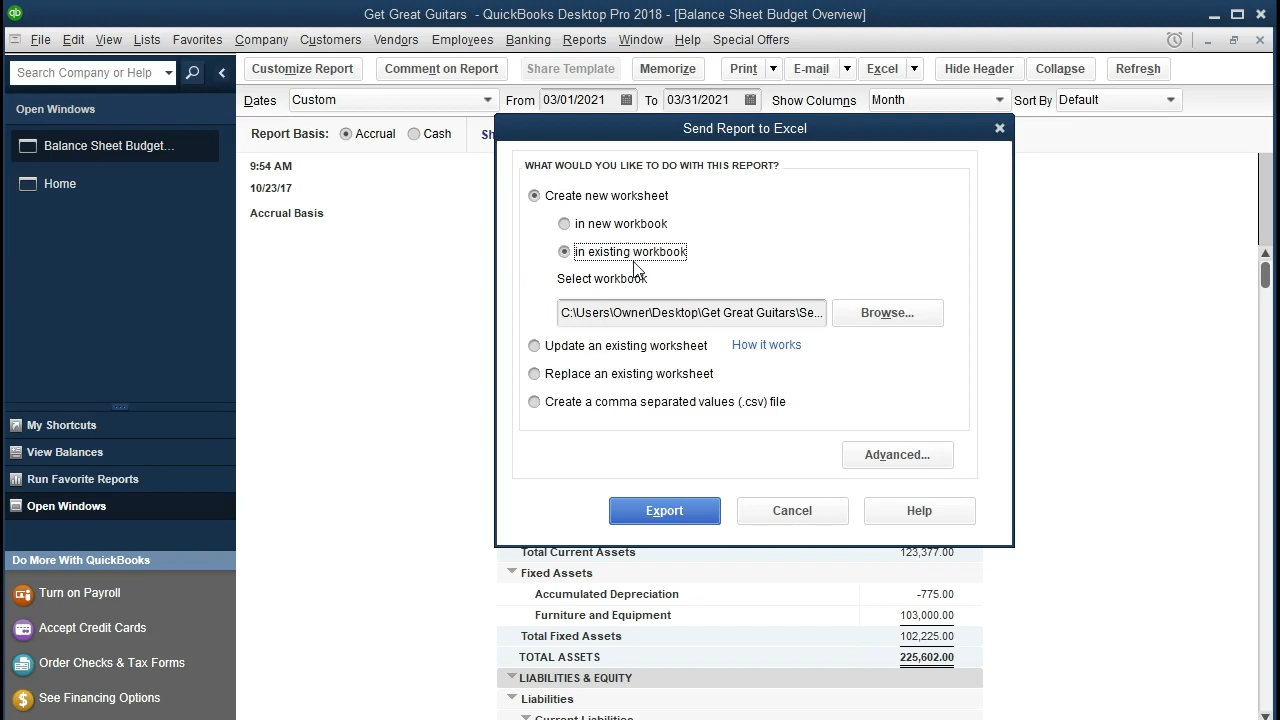 qb Get Great Guitars - QuickBooks Desktop Pro 2018 - [Balance Sheet Budget Overview]
File Edit View Lists Favorites Company Customers Vendors Employees Banking Reports Window Help Special Offers
Search Company or Help
Customize Report Comment on Report Share Template Memorize Print E-mail Excel Hide Header Collapse Refresh
Dates Custom From 03/01/2021 To 03/31/2021 Show Columns Month Sort By Default
Report Basis: Accrual Cash Sh
Open Windows
Balance Sheet Budget...
Home
My Shortcuts
View Balances
Run Favorite Reports
Open Windows
Do More With QuickBooks
Turn on Payroll
Accept Credit Cards
Order Checks & Tax Forms
See Financing Options
9:54 AM
10/23/17
Accrual Basis
Send Report to Excel
WHAT WOULD YOU LIKE TO DO WITH THIS REPORT?
Create new worksheet
in new workbook
in existing workbook
Select workbook
C:\Users\Owner\Desktop\Get Great Guitars\Se... Browse...
Update an existing worksheet How it works
Replace an existing worksheet
Create a comma separated values (.csv) file
Advanced...
Export Cancel Help
Total Current Assets 123,377.00
Fixed Assets
Accumulated Depreciation -775.00
Furniture and Equipment 103,000.00
Total Fixed Assets 102,225.00
TOTAL ASSETS 225,602.00
LIABILITIES & EQUITY
Liabilities
Current Liabilities